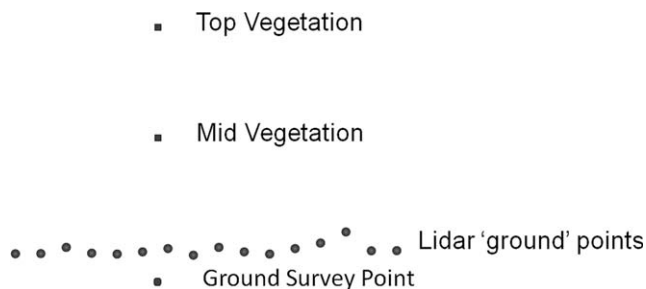 Top Vegetation
Mid Vegetation
Lidar ‘ground’ points
Ground Survey Point